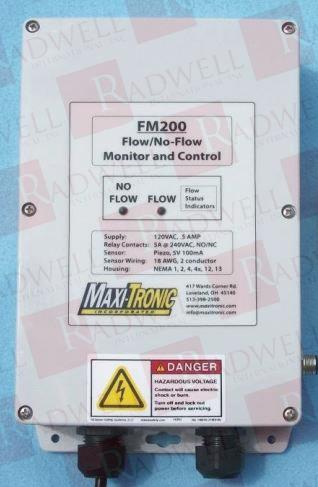 RADWELL
FM200
Flow/No-Flow
Monitor and Control
NO FLOW
FLOW
Flow Status Indicators
Supply: 120VAC, .5 AMP
Relay Contacts: 5A @ 240VAC, NO/NC
Sensor: Piezo, 5V 100mA
Sensor Wiring: 18 AWG, 2 conductor
Housing: NEMA 1, 2, 4, 4x, 12, 13
MAXI-TRONIC
INCORPORATED
417 Wards Corner Rd.
Loveland, OH 45140
513-398-2500
www.maxitronic.com
info@maxitronic.com
DANGER
HAZARDOUS VOLTAGE
Contact will cause electric
shock or burn.
Turn off and lock out
power before servicing.